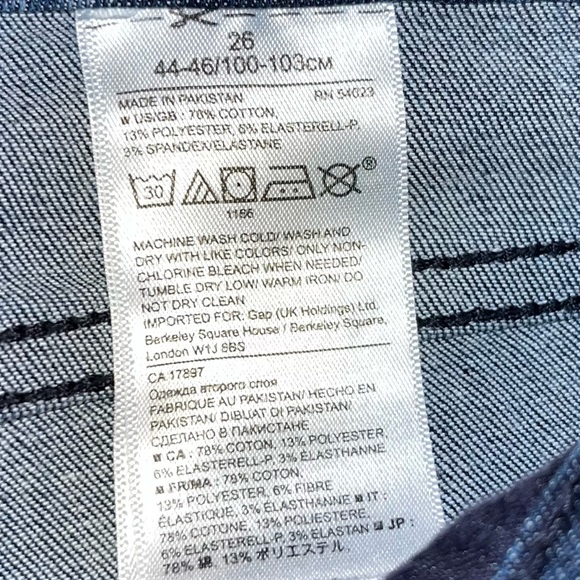 26
44-46/100-103CM
MADE IN PAKISTAN RN 54023
US/GB : 78% COTTON,
13% POLYESTER, 6% ELASTERELL-P,
3% SPANDEX/ELASTANE
30
®
1166
MACHINE WASH COLD/ WASH AND
DRY WITH LIKE COLORS/ ONLY NON-
CHLORINE BLEACH WHEN NEEDED/
TUMBLE DRY LOW/ WARM IRON/ DO
NOT DRY CLEAN
IMPORTED FOR: Gap (UK Holdings) Ltd.
Berkeley Square House / Berkeley Square,
London W1J 6BS
CA 17897
Одежда второго слоя
FABRIQUE AU PAKISTAN/ HECHO EN
PAKISTAN/ DIBUAT DI PAKISTAN/
СДЕЛАНО В ПАКИСТАНЕ
CA : 78% COTON, 13% POLYESTER,
6% ELASTERELL-P, 3% ELASTHANNE
FR/MA : 78% COTON,
13% POLYESTER, 6% FIBRE
ÉLASTIQUE, 3% ÉLASTHANNE IT :
78% COTONE, 13% POLIESTERE,
6% ELASTERELL-P, 3% ELASTAN JP :
78% 綿, 13% ポリエステル,